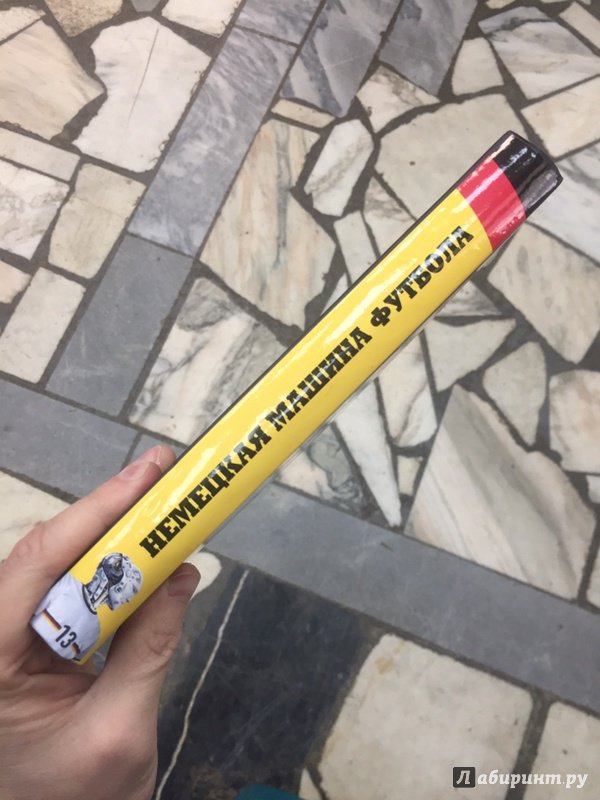 НЕМЕЦКАЯ МАШИНА ФУТБОЛА
13
Лабиринт.ру